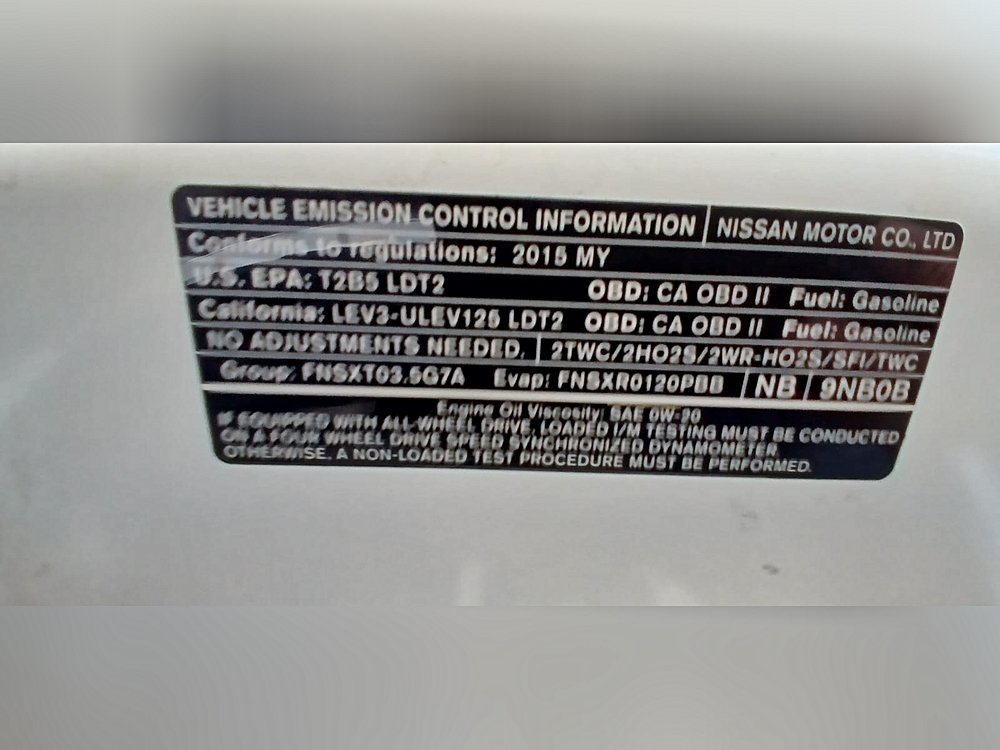 VEHICLE EMISSION CONTROL INFORMATION NISSAN MOTOR CO., LTD
Conforms to regulations: 2015 MY
U.S. EPA: T2B5 LDT2 OBD: CA OBD II Fuel: Gasoline
California: LEV3-ULEV125 LDT2 OBD: CA OBD II Fuel: Gasoline
NO ADJUSTMENTS NEEDED. 2TWC/2HO2S/2WR-HO2S/SFI/TWC
Group: FNSXT03.5G7A Evap: FNSXR0120PBB NB 9NB0B
Engine Oil Viscosity: SAE 0W-20
IF EQUIPPED WITH ALL-WHEEL DRIVE, LOADED I/M TESTING MUST BE CONDUCTED
ON A FOUR WHEEL DRIVE SPEED SYNCHRONIZED DYNAMOMETER.
OTHERWISE, A NON-LOADED TEST PROCEDURE MUST BE PERFORMED.